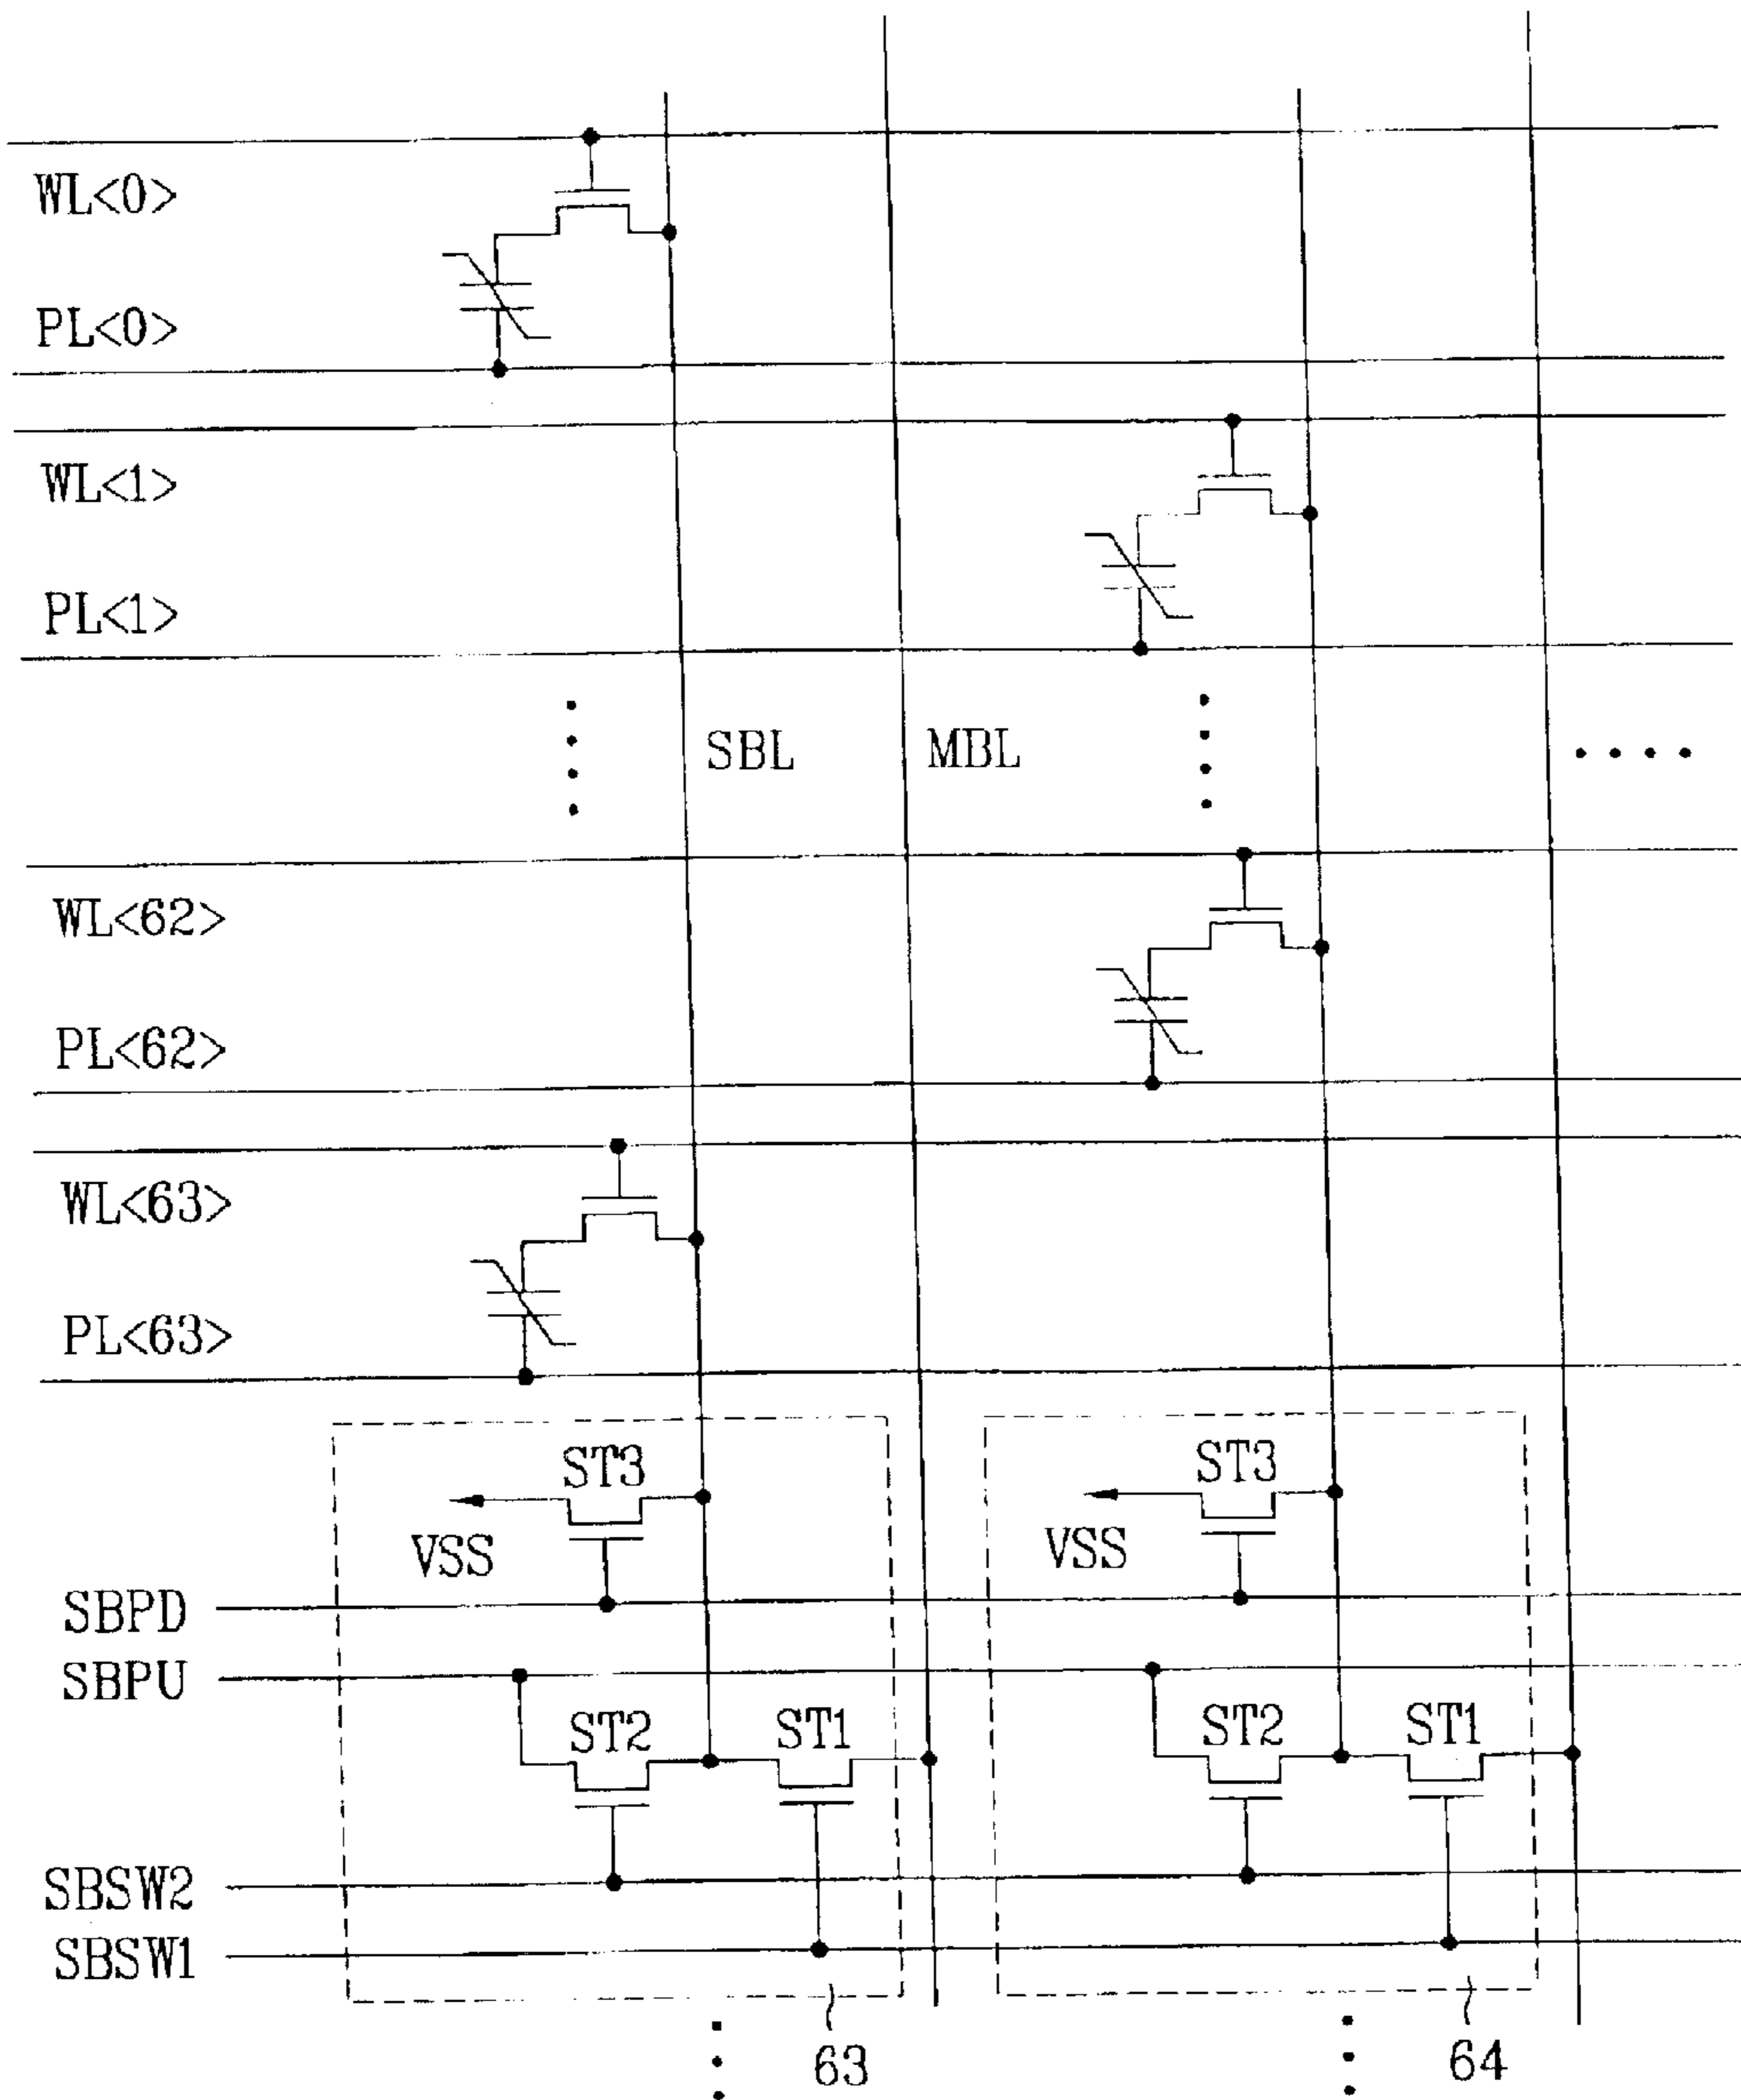 WL<0>
PL<0>
WL<1>
PL<1>
SBL MBL
WL<62>
PL<62>
WL<63>
PL<63>
ST3 ST3
VSS VSS
SBPD
SBPU
ST2 ST1 ST2 ST1
SBSW2
SBSW1
63 64